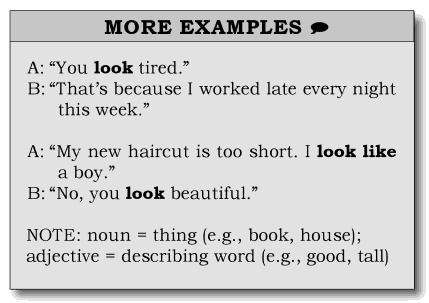 MORE EXAMPLES
A: “You look tired.”
B: “That’s because I worked late every night
this week.”
A: “My new haircut is too short. I look like
a boy.”
B: “No, you look beautiful.”
NOTE: noun = thing (e.g., book, house);
adjective = describing word (e.g., good, tall)